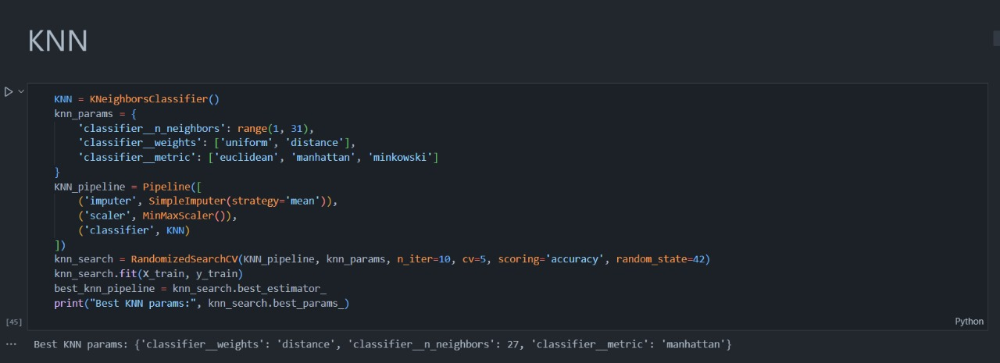 KNN
KNN = KNeighborsClassifier()
knn_params = {
    'classifier__n_neighbors': range(1, 31),
    'classifier__weights': ['uniform', 'distance'],
    'classifier__metric': ['euclidean', 'manhattan', 'minkowski']
}
KNN_pipeline = Pipeline([
    ('imputer', SimpleImputer(strategy='mean')),
    ('scaler', MinMaxScaler()),
    ('classifier', KNN)
])
knn_search = RandomizedSearchCV(KNN_pipeline, knn_params, n_iter=10, cv=5, scoring='accuracy', random_state=42)
knn_search.fit(X_train, y_train)
best_knn_pipeline = knn_search.best_estimator_
print("Best KNN params:", knn_search.best_params_)
[45]
Python
... Best KNN params: {'classifier__weights': 'distance', 'classifier__n_neighbors': 27, 'classifier__metric': 'manhattan'}